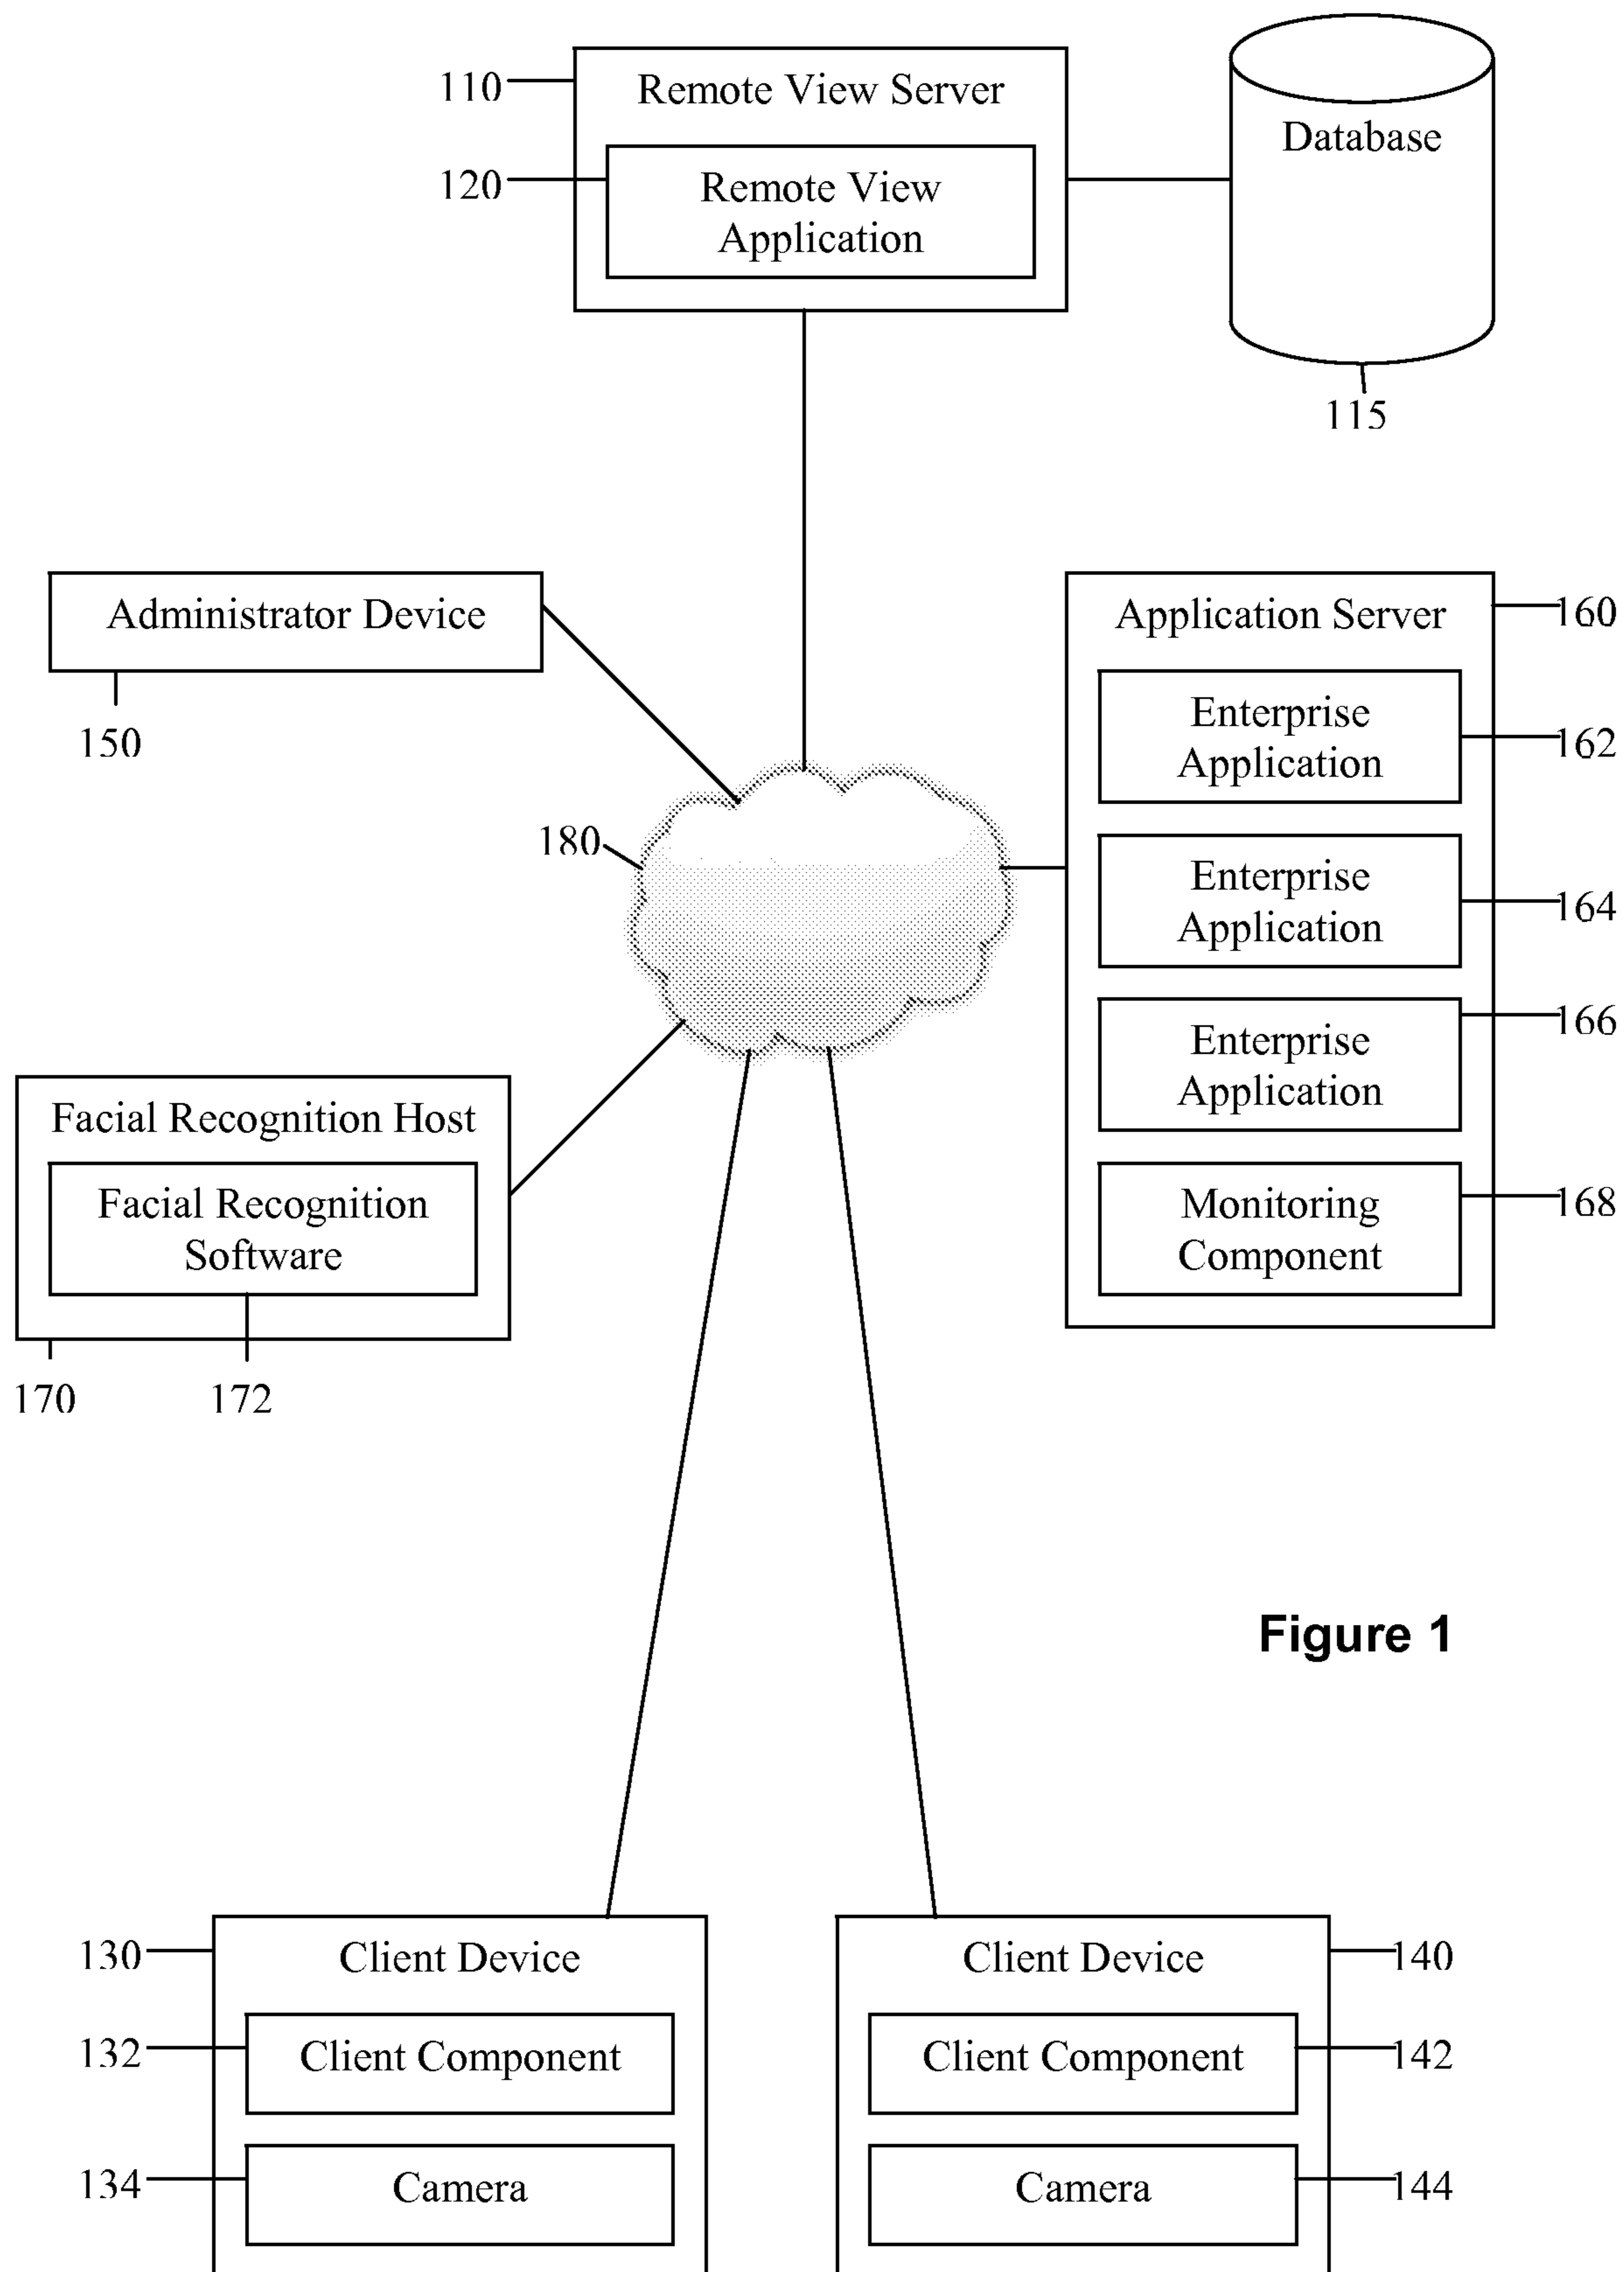 110
Remote View Server
Database
120
Remote View
Application
115
Administrator Device
150
Application Server
160
Enterprise
Application
162
180
Enterprise
Application
164
Enterprise
Application
166
Facial Recognition Host
Facial Recognition
Software
Monitoring
Component
168
170
172
Figure 1
130
Client Device
Client Device
140
132
Client Component
Client Component
142
134
Camera
Camera
144